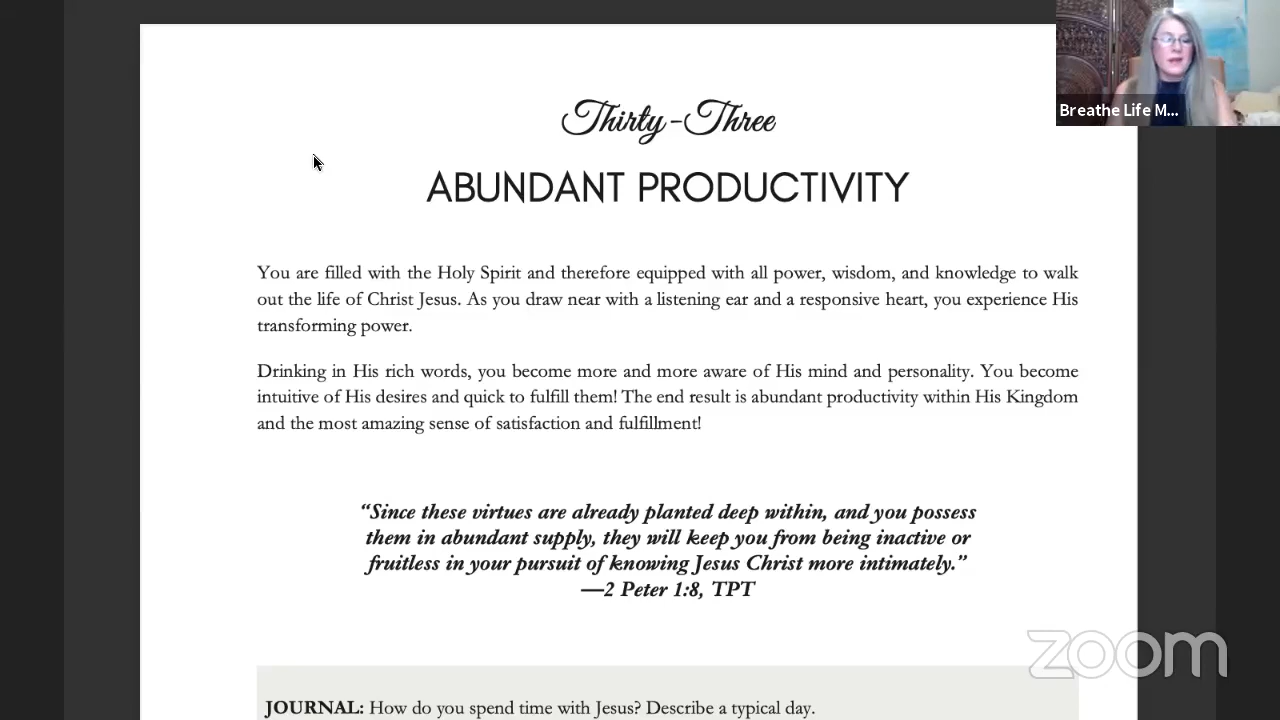 Thirty-Three
ABUNDANT PRODUCTIVITY
Breathe Life M...
You are filled with the Holy Spirit and therefore equipped with all power, wisdom, and knowledge to walk
out the life of Christ Jesus. As you draw near with a listening ear and a responsive heart, you experience His
transforming power.
Drinking in His rich words, you become more and more aware of His mind and personality. You become
intuitive of His desires and quick to fulfill them! The end result is abundant productivity within His Kingdom
and the most amazing sense of satisfaction and fulfillment!
“Since these virtues are already planted deep within, and you possess
them in abundant supply, they will keep you from being inactive or
fruitless in your pursuit of knowing Jesus Christ more intimately.”
—2 Peter 1:8, TPT
zoom
JOURNAL: How do you spend time with Jesus? Describe a typical day.